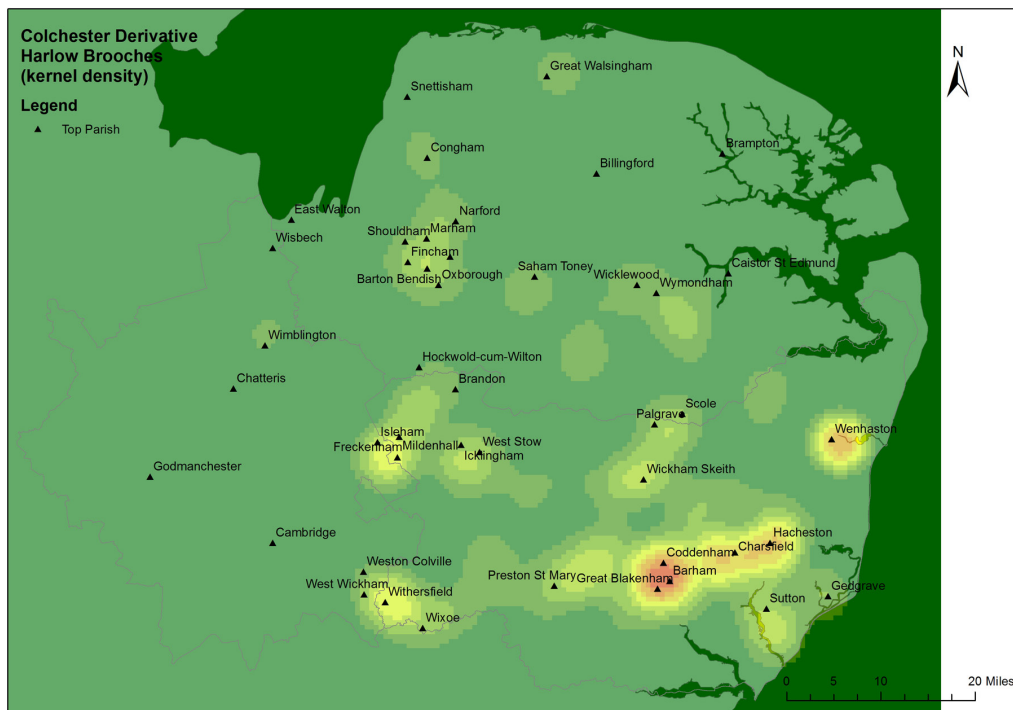 Colchester Derivative
Harlow Brooches
(kernel density)
Legend
Top Parish
N
Great Walsingham
Snettisham
Congham
Brampton
Billingford
East Walton
Narford
Wisbech
Shouldham
Marham
Fincham
Barton Bendish
Oxborough
Saham Toney
Wicklewood
Caistor St Edmund
Wymondham
Wimblington
Hockwold-cum-Wilton
Chatteris
Brandon
Scole
Palgrave
Isleham
Wenhaston
Freckenham
Mildenhall
West Stow
Icklingham
Godmanchester
Wickham Skeith
Cambridge
Hacheston
Charsfield
Coddenham
Weston Colville
Barham
West Wickham
Preston St Mary
Great Blakenham
Withersfield
Gedgrave
Sutton
Wixoe
0 5 10 20 Miles